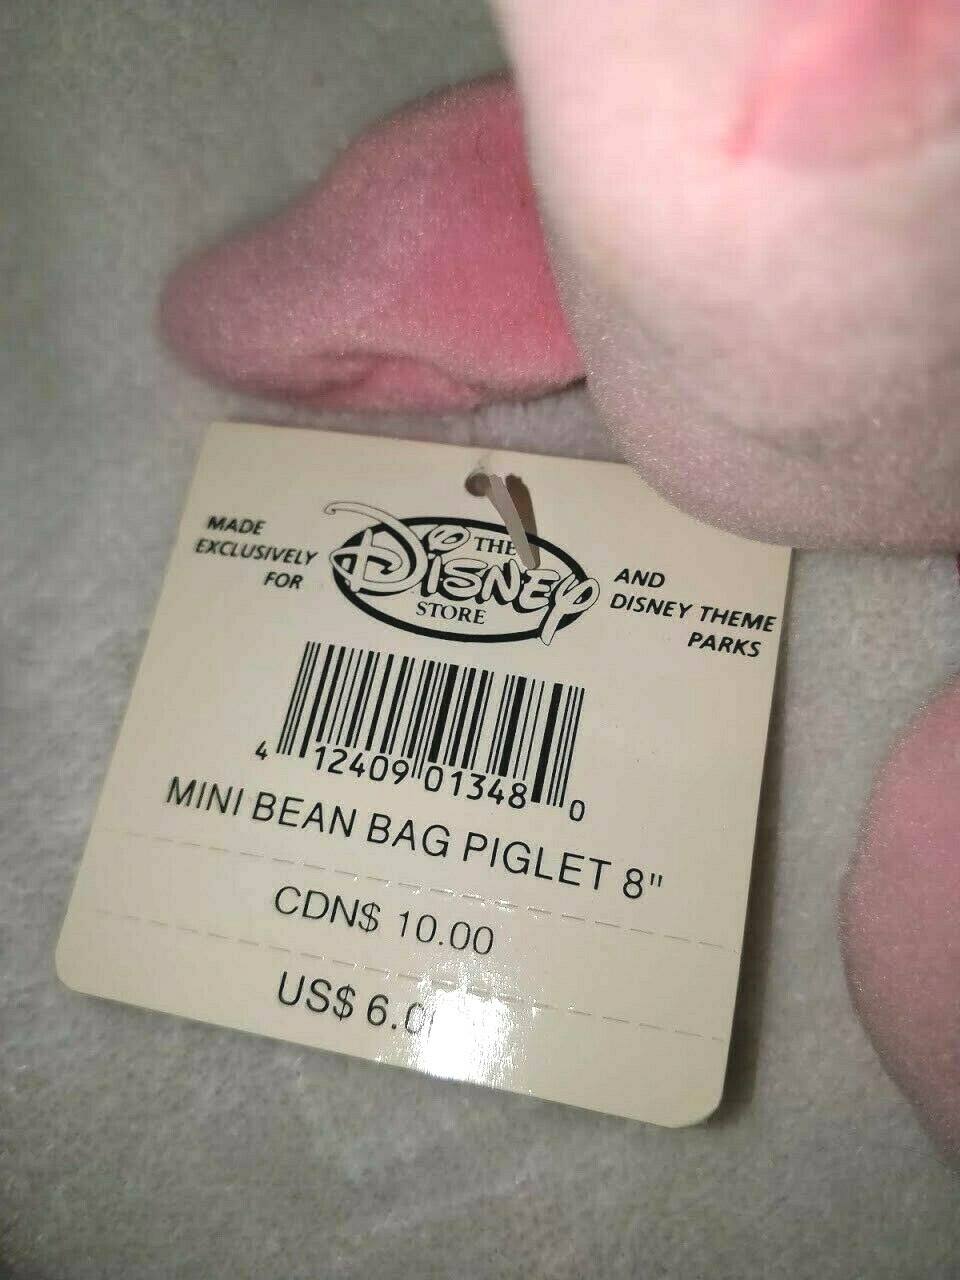 MADE
EXCLUSIVELY
FOR
THE
DISNEY
STORE
AND
DISNEY THEME
PARKS
4 12409 01348 0
MINI BEAN BAG PIGLET 8"
CDN$ 10.00
US$